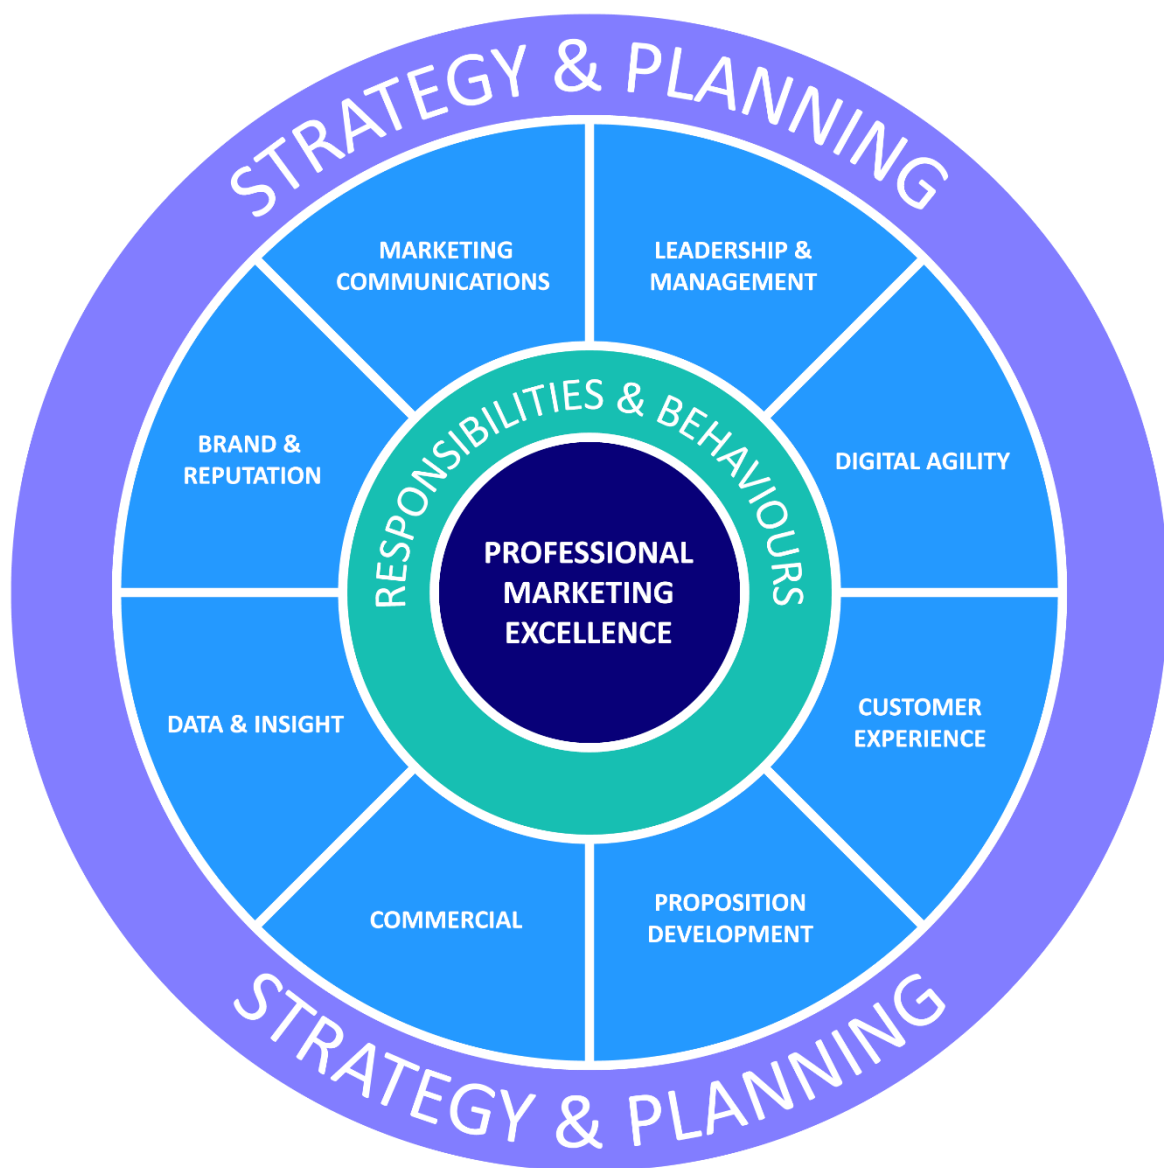 STRATEGY & PLANNING
MARKETING
COMMUNICATIONS
LEADERSHIP &
MANAGEMENT
BRAND &
REPUTATION
DIGITAL AGILITY
RESPONSIBILITIES & BEHAVIOURS
PROFESSIONAL
MARKETING
EXCELLENCE
DATA & INSIGHT
CUSTOMER
EXPERIENCE
COMMERCIAL
PROPOSITION
DEVELOPMENT
STRATEGY & PLANNING